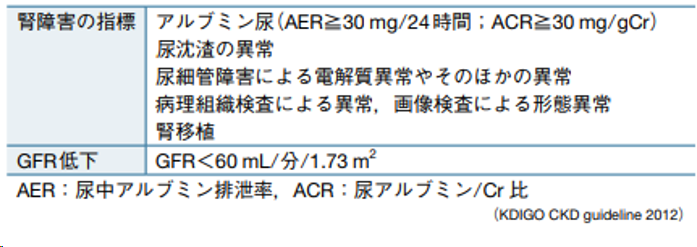 腎障害の指標 アルブミン尿（AER≧30 mg/24時間；ACR≧30 mg/gCr）
尿沈渣の異常
尿細管障害による電解質異常やそのほかの異常
病理組織検査による異常，画像検査による形態異常
腎移植
GFR低下 GFR＜60 mL/分/1.73 m²
AER：尿中アルブミン排泄率，ACR：尿アルブミン/Cr 比
（KDIGO CKD guideline 2012）